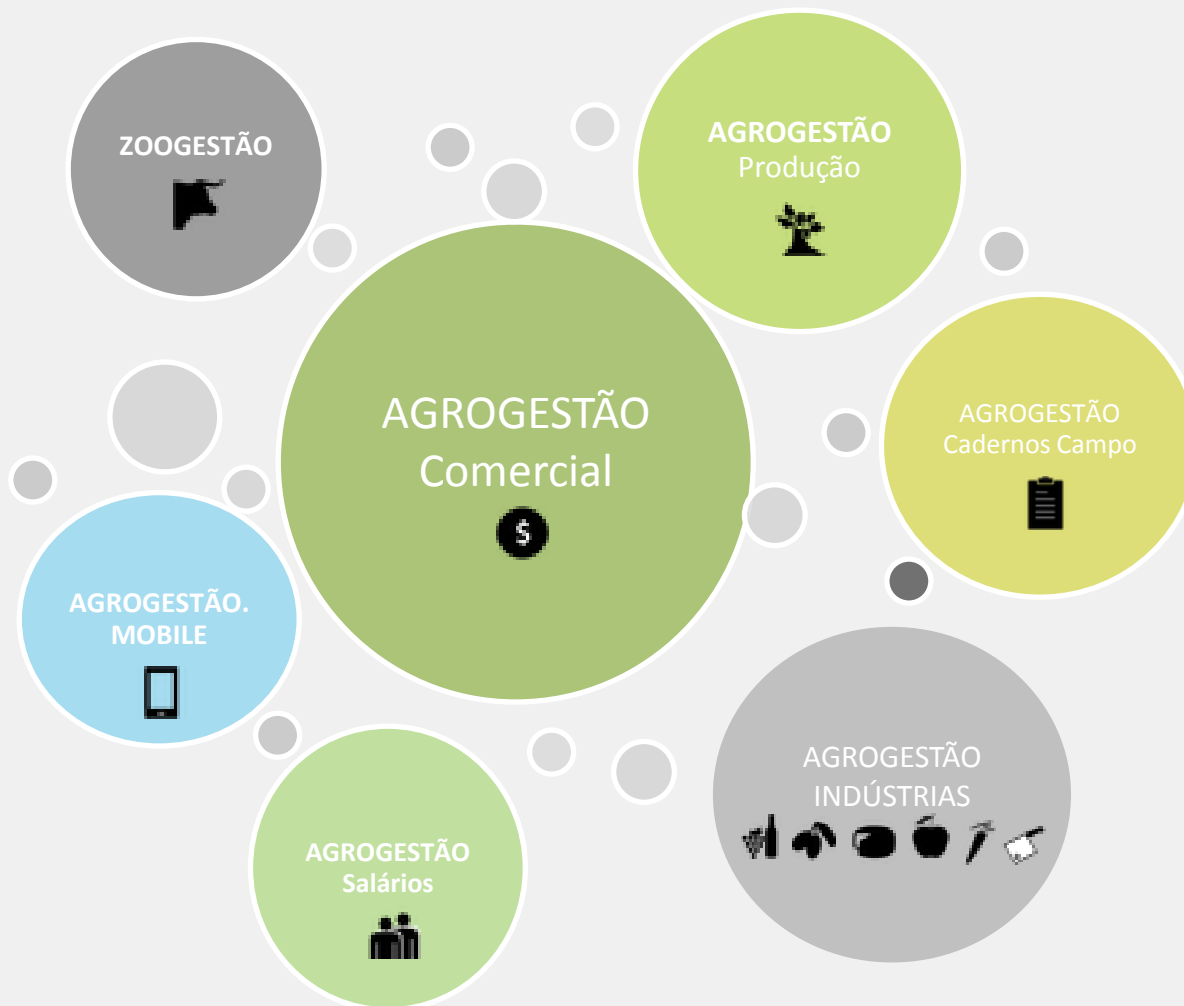 ZOOGESTÃO
AGROGESTÃO
Produção
AGROGESTÃO
Comercial
$
AGROGESTÃO
Cadernos Campo
AGROGESTÃO.
MOBILE
AGROGESTÃO
INDÚSTRIAS
AGROGESTÃO
Salários